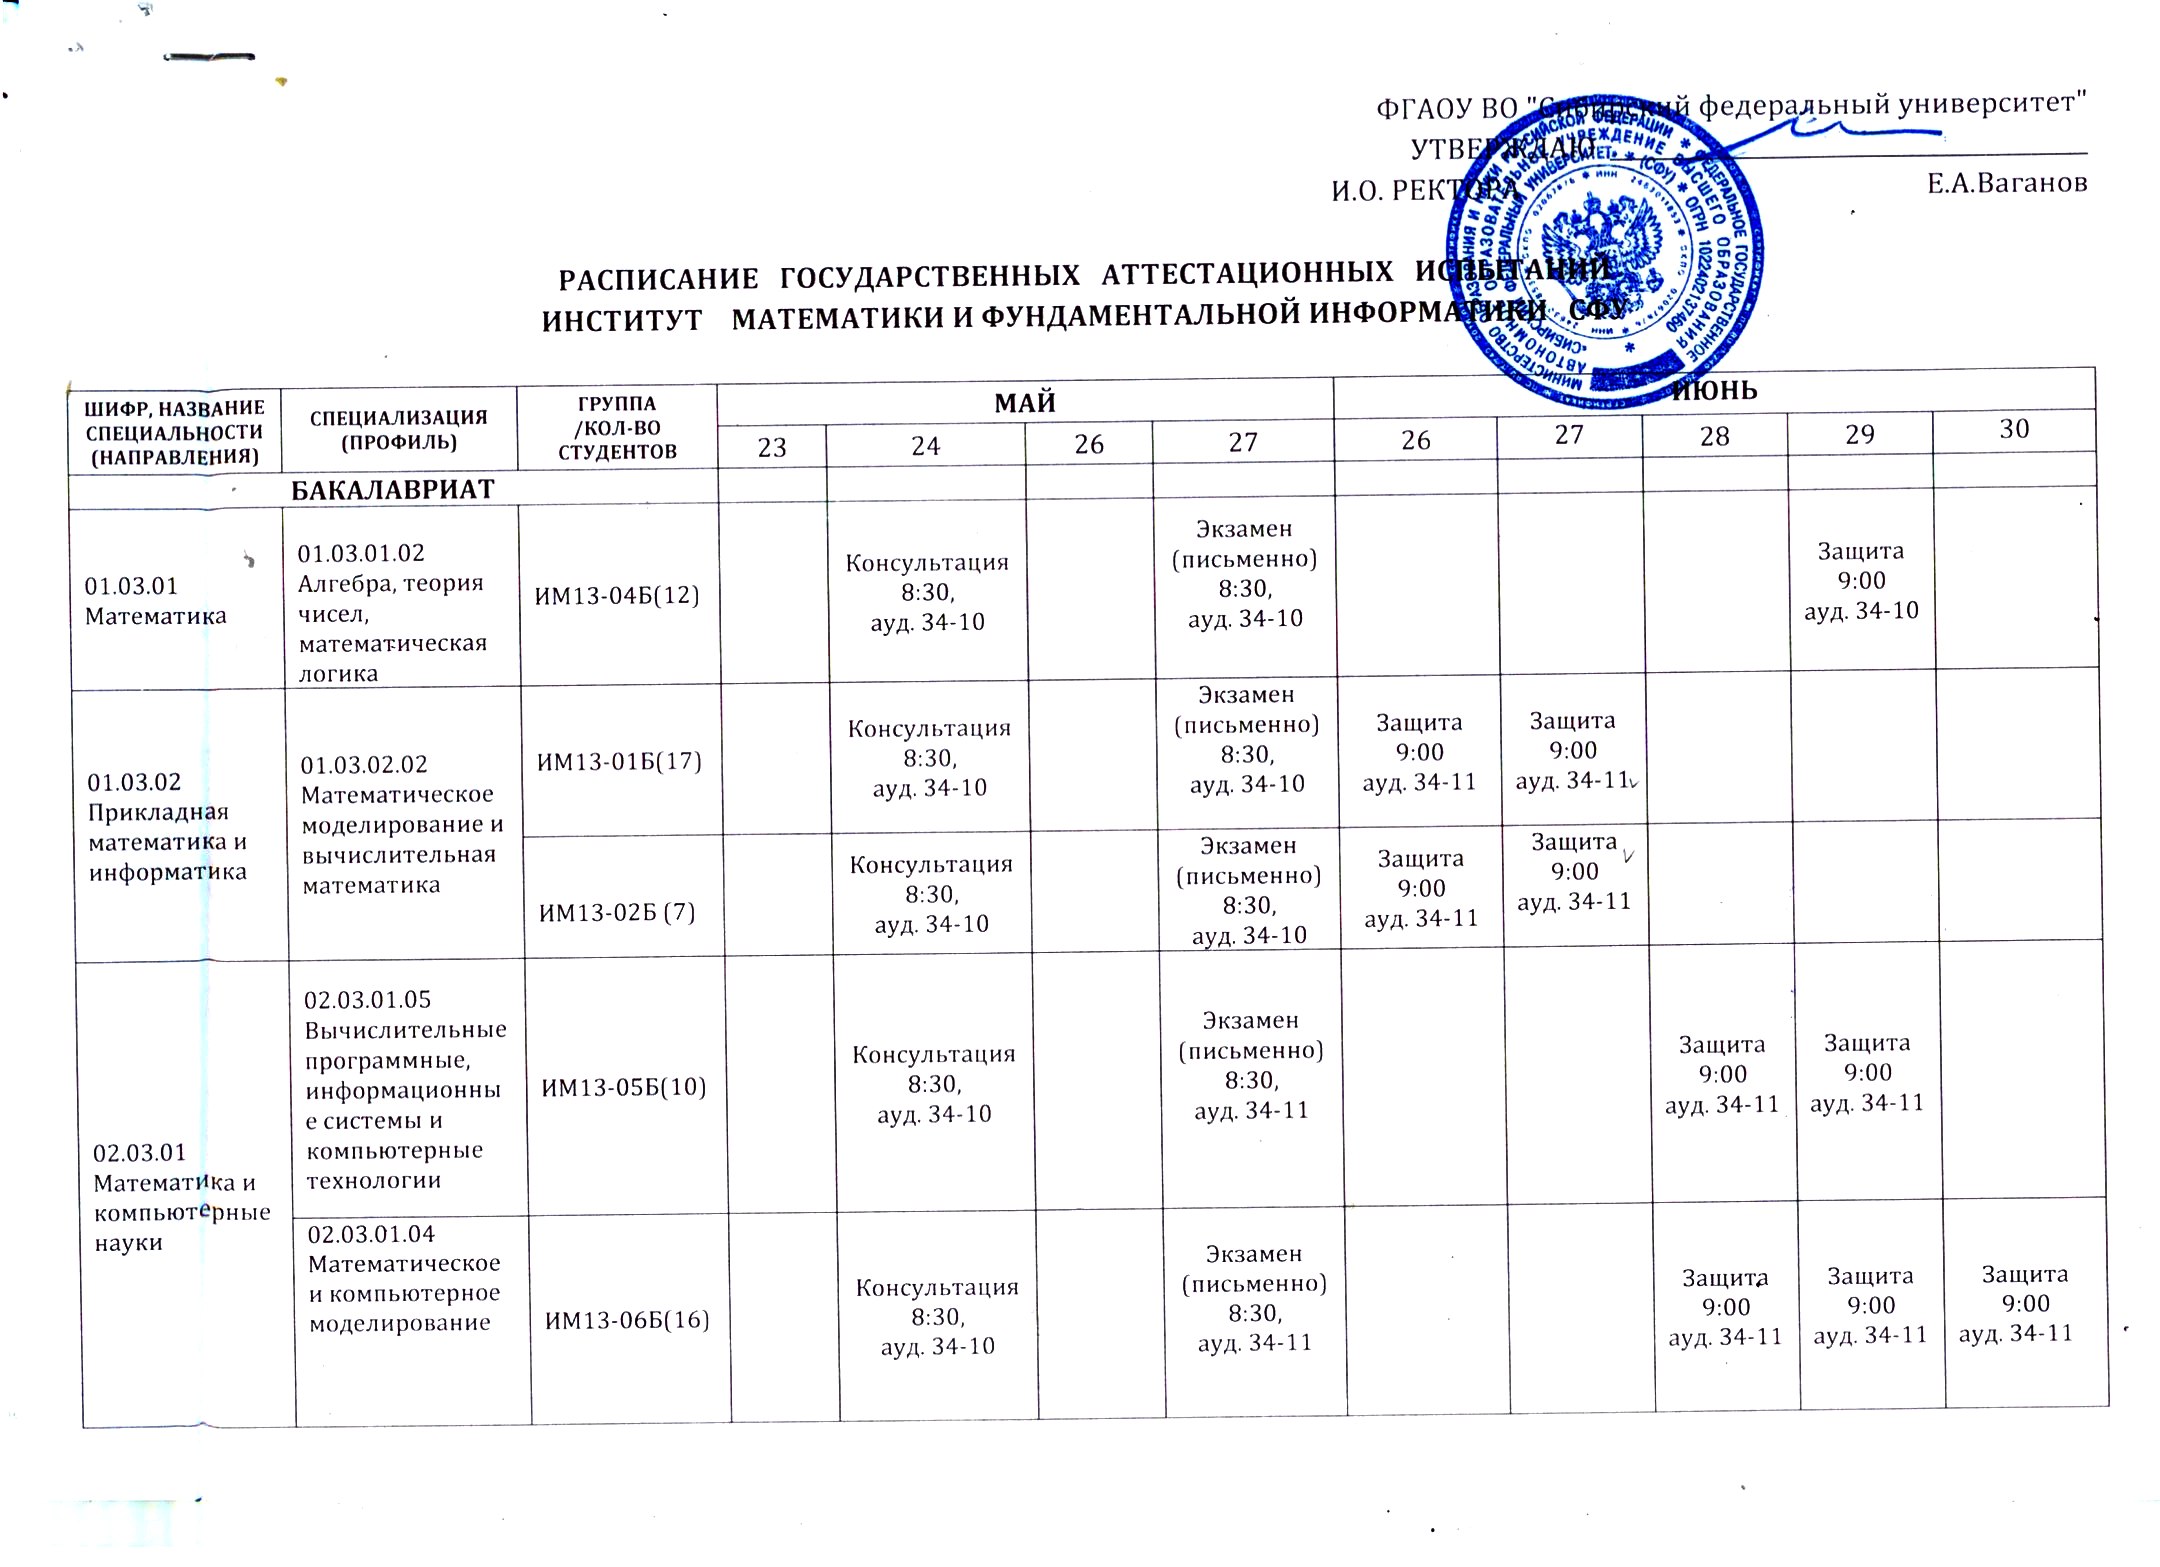 ФГАОУ ВО "Сибирский федеральный университет"
УТВЕРЖДАЮ
И.О. РЕКТОРА Е.А.Ваганов
РАСПИСАНИЕ ГОСУДАРСТВЕННЫХ АТТЕСТАЦИОННЫХ ИСПЫТАНИЙ
ИНСТИТУТ МАТЕМАТИКИ И ФУНДАМЕНТАЛЬНОЙ ИНФОРМАТИКИ СФУ
ШИФР, НАЗВАНИЕ
СПЕЦИАЛЬНОСТИ
(НАПРАВЛЕНИЯ)
СПЕЦИАЛИЗАЦИЯ
(ПРОФИЛЬ)
ГРУППА
/КОЛ-ВО
СТУДЕНТОВ
МАЙ
ИЮНЬ
23 24 26 27 26 27 28 29 30
БАКАЛАВРИАТ
01.03.01
Математика
01.03.01.02
Алгебра, теория
чисел,
математическая
логика
ИМ13-04Б(12)
Консультация
8:30,
ауд. 34-10
Экзамен
(письменно)
8:30,
ауд. 34-10
Защита
9:00
ауд. 34-10
01.03.02
Прикладная
математика и
информатика
01.03.02.02
Математическое
моделирование и
вычислительная
математика
ИМ13-01Б(17)
Консультация
8:30,
ауд. 34-10
Экзамен
(письменно)
8:30,
ауд. 34-10
Защита
9:00
ауд. 34-11
Защита
9:00
ауд. 34-11
ИМ13-02Б (7)
Консультация
8:30,
ауд. 34-10
Экзамен
(письменно)
8:30,
ауд. 34-10
Защита
9:00
ауд. 34-11
Защита
9:00
ауд. 34-11
02.03.01
Математика и
компьютерные
науки
02.03.01.05
Вычислительные
программные,
информационны
е системы и
компьютерные
технологии
ИМ13-05Б(10)
Консультация
8:30,
ауд. 34-10
Экзамен
(письменно)
8:30,
ауд. 34-11
Защита
9:00
ауд. 34-11
Защита
9:00
ауд. 34-11
02.03.01.04
Математическое
и компьютерное
моделирование
ИМ13-06Б(16)
Консультация
8:30,
ауд. 34-10
Экзамен
(письменно)
8:30,
ауд. 34-11
Защита
9:00
ауд. 34-11
Защита
9:00
ауд. 34-11
Защита
9:00
ауд. 34-11